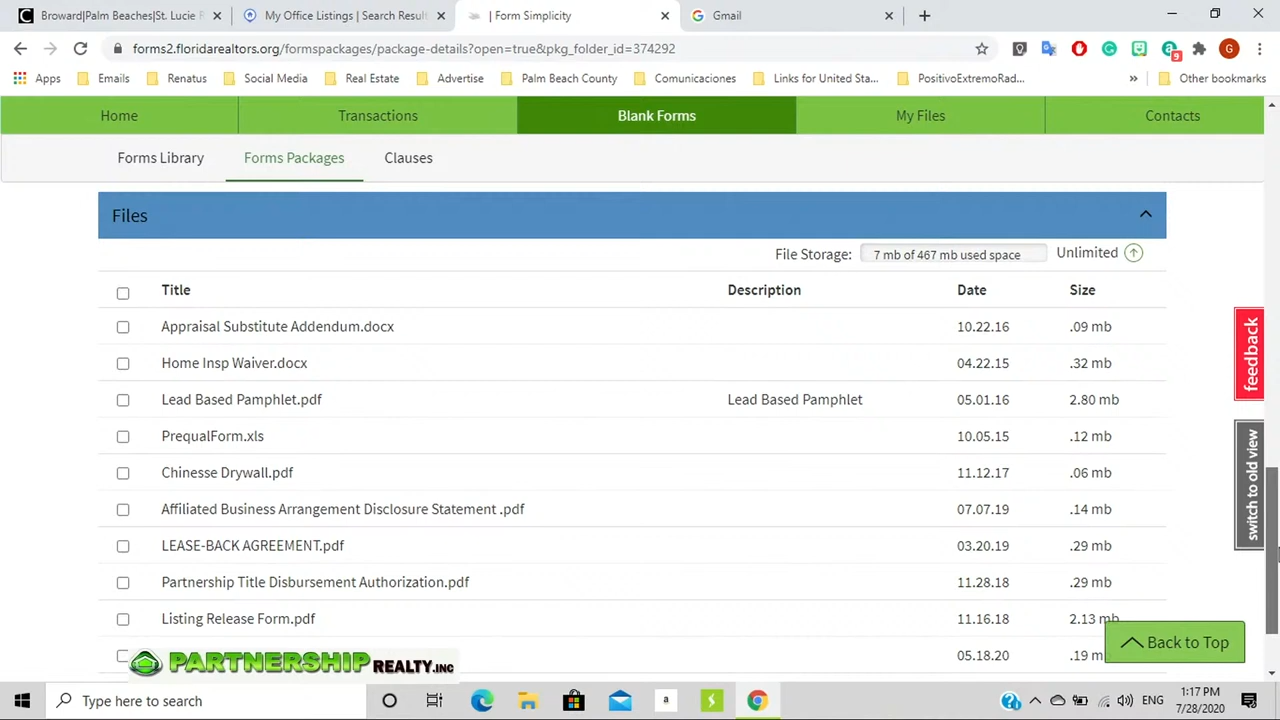 Broward|Palm Beaches|St. Lucie R
My Office Listings | Search Result
| Form Simplicity
Gmail
forms2.floridarealtors.org/formspackages/package-details?open=true&pkg_folder_id=374292
G
9
Apps
Emails
Renatus
Social Media
Real Estate
Advertise
Palm Beach County
Comunicaciones
Links for United Sta...
PositivoExtremoRad...
»
Other bookmarks
Home
Transactions
Blank Forms
My Files
Contacts
Forms Library
Forms Packages
Clauses
Files
File Storage: 7 mb of 467 mb used space Unlimited
Title Description Date Size
Appraisal Substitute Addendum.docx 10.22.16 .09 mb
Home Insp Waiver.docx 04.22.15 .32 mb
Lead Based Pamphlet.pdf Lead Based Pamphlet 05.01.16 2.80 mb
PrequalForm.xls 10.05.15 .12 mb
Chinesse Drywall.pdf 11.12.17 .06 mb
Affiliated Business Arrangement Disclosure Statement .pdf 07.07.19 .14 mb
LEASE-BACK AGREEMENT.pdf 03.20.19 .29 mb
Partnership Title Disbursement Authorization.pdf 11.28.18 .29 mb
Listing Release Form.pdf 11.16.18 2.13 mb
05.18.20 .19 mb
feedback
switch to old view
Back to Top
PARTNERSHIP REALTY.INC
Type here to search
a
ENG
1:17 PM
7/28/2020